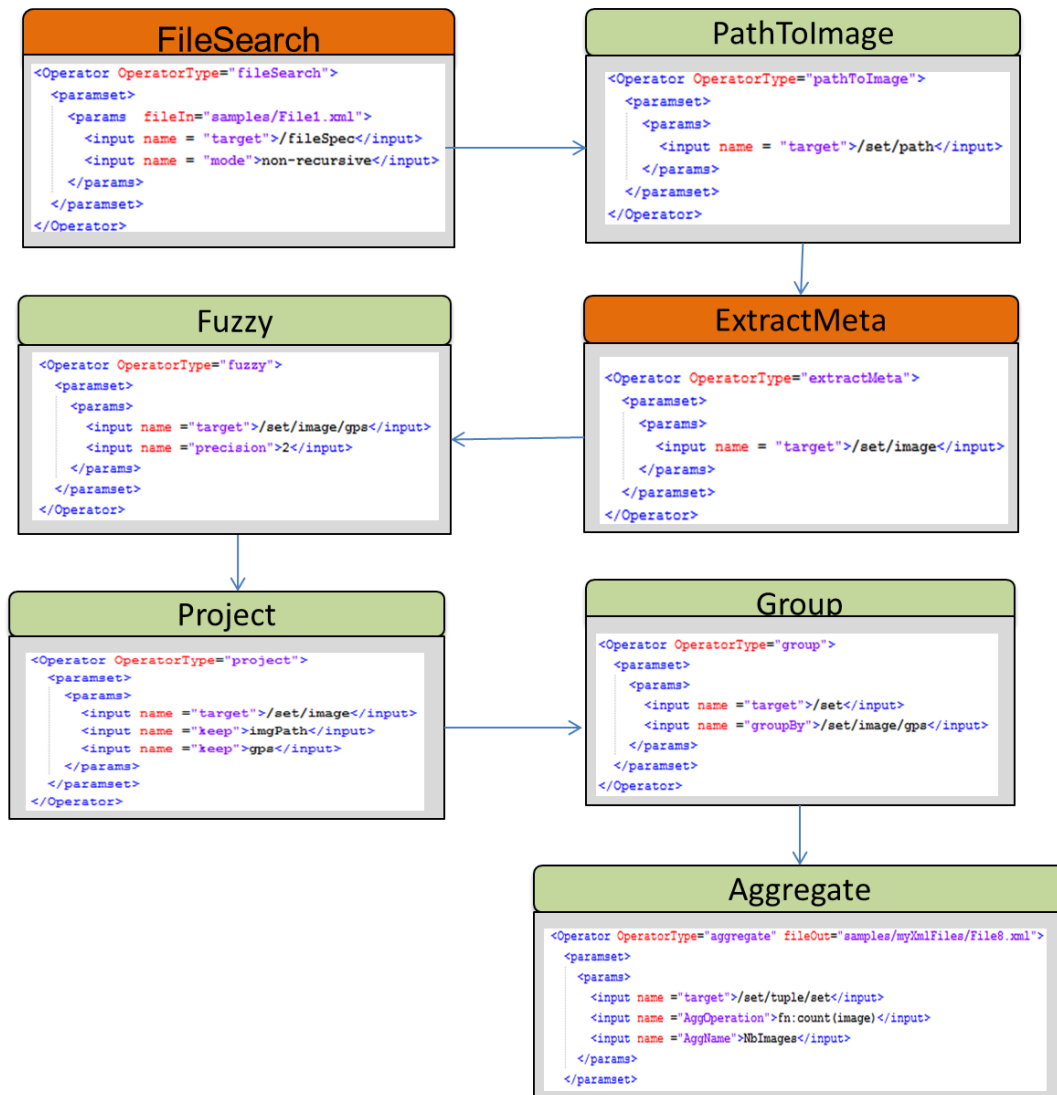 FileSearch
<Operator OperatorType="fileSearch">
<paramset>
<params  fileIn="samples/File1.xml">
<input name = "target">/fileSpec</input>
<input name = "mode">non-recursive</input>
</params>
</paramset>
</Operator>
PathToImage
<Operator OperatorType="pathToImage">
<paramset>
<params>
<input name = "target">/set/path</input>
</params>
</paramset>
</Operator>
ExtractMeta
<Operator OperatorType="extractMeta">
<paramset>
<params>
<input name = "target">/set/image</input>
</params>
</paramset>
</Operator>
Fuzzy
<Operator OperatorType="fuzzy">
<paramset>
<params>
<input name ="target">/set/image/gps</input>
<input name ="precision">2</input>
</params>
</paramset>
</Operator>
Project
<Operator OperatorType="project">
<paramset>
<params>
<input name ="target">/set/image</input>
<input name ="keep">imgPath</input>
<input name ="keep">gps</input>
</params>
</paramset>
</Operator>
Group
<Operator OperatorType="group">
<paramset>
<params>
<input name ="target">/set</input>
<input name ="groupBy">/set/image/gps</input>
</params>
</paramset>
</Operator>
Aggregate
<Operator OperatorType="aggregate" fileOut="samples/myXmlFiles/File8.xml">
<paramset>
<params>
<input name ="target">/set/tuple/set</input>
<input name ="AggOperation">fn:count(image)</input>
<input name ="AggName">NbImages</input>
</params>
</paramset>